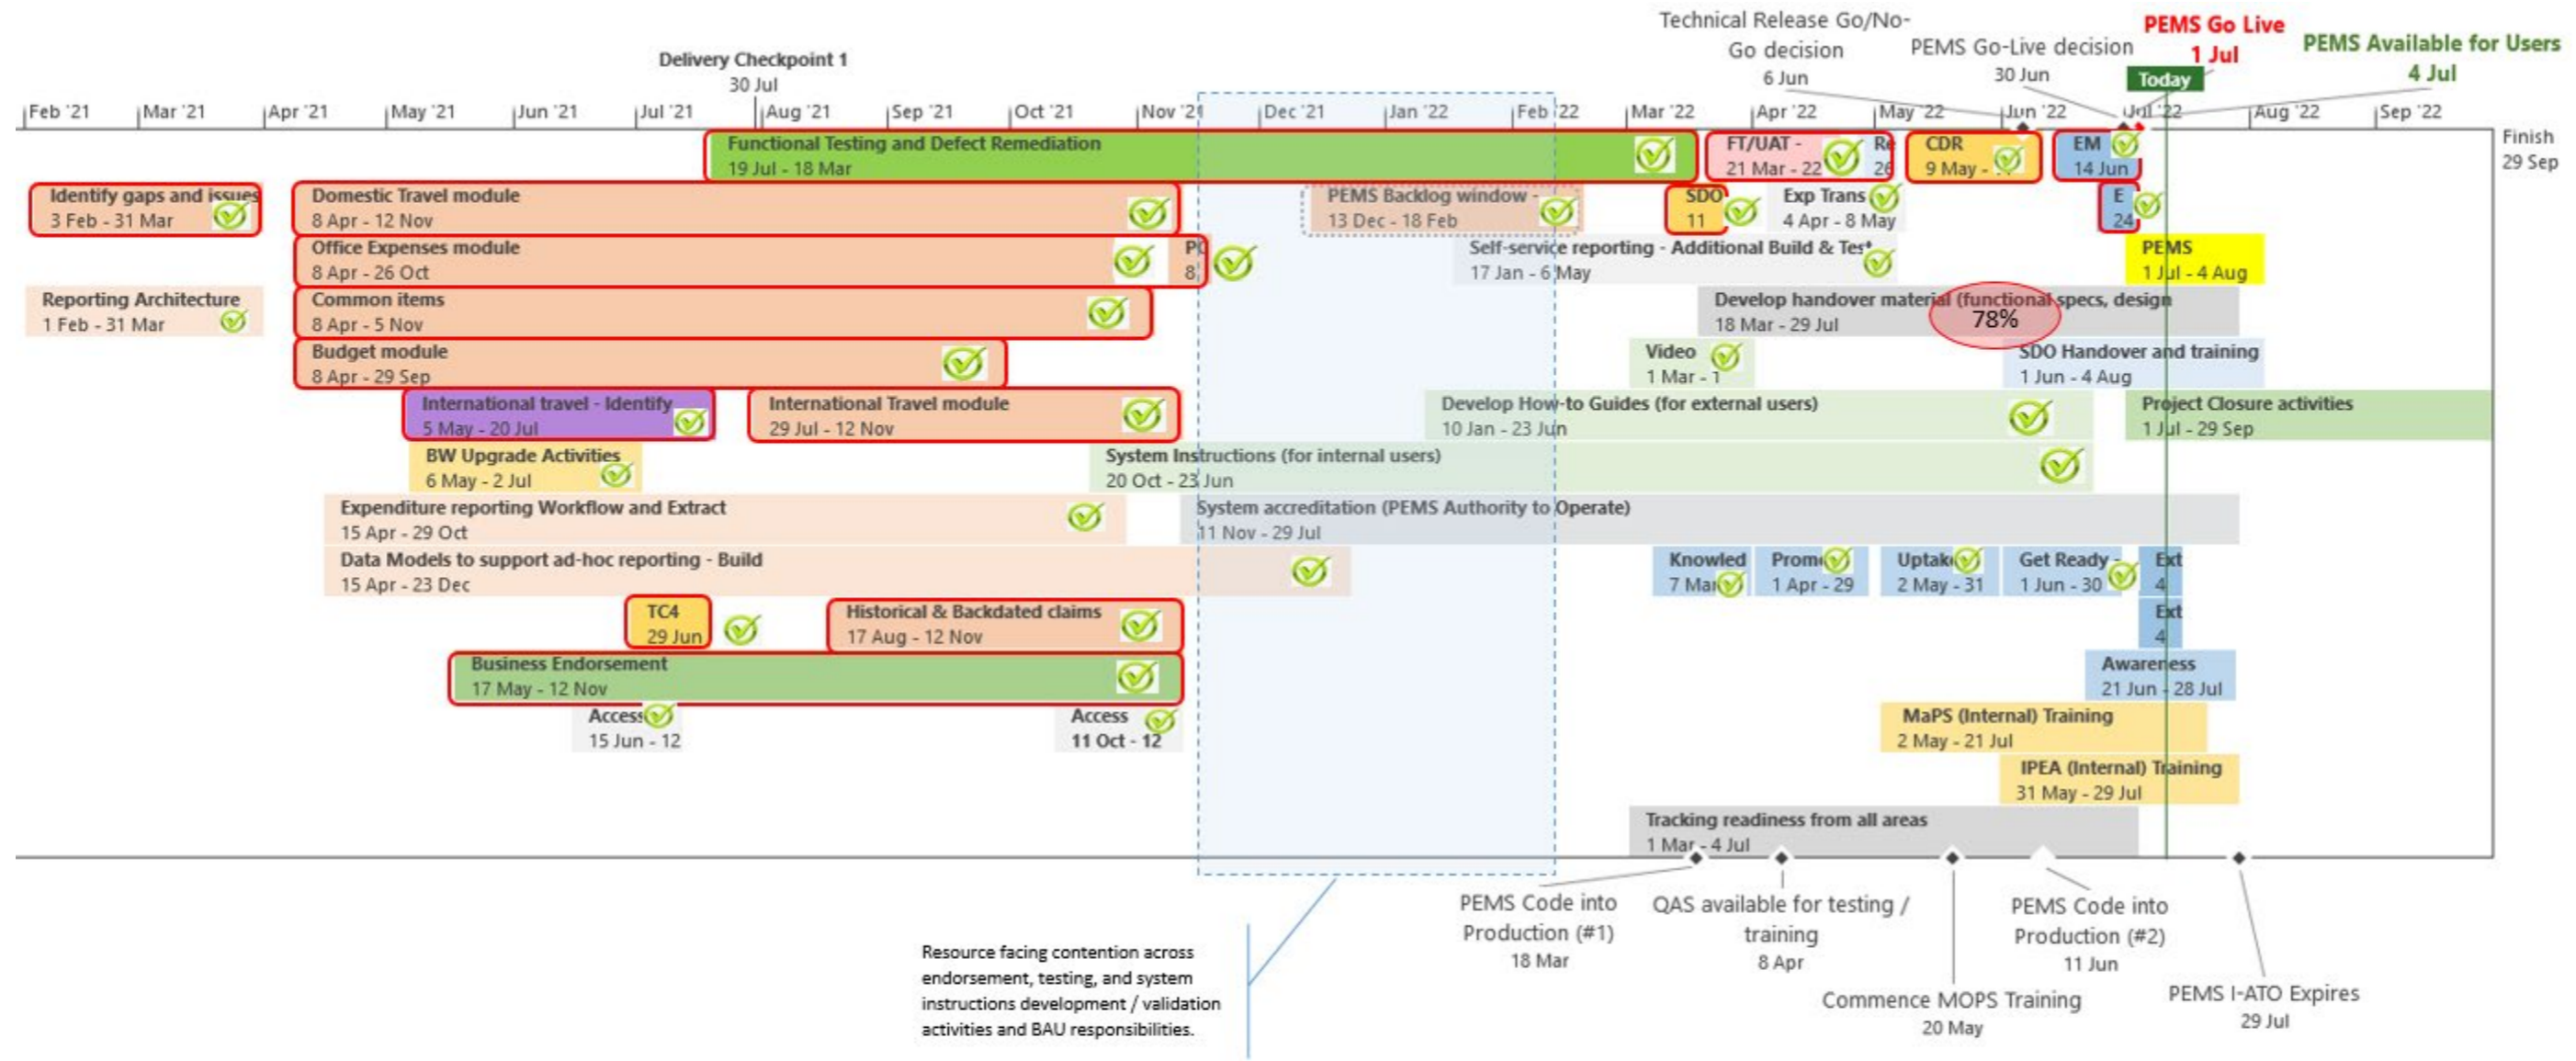 Technical Release Go/No-
Go decision
6 Jun
PEMS Go-Live decision
30 Jun
PEMS Go Live
1 Jul
PEMS Available for Users
4 Jul
Today
Delivery Checkpoint 1
30 Jul
Feb '21
Mar '21
Apr '21
May '21
Jun '21
Jul '21
Aug '21
Sep '21
Oct '21
Nov '21
Dec '21
Jan '22
Feb '22
Mar '22
Apr '22
May '22
Jun '22
Jul '22
Aug '22
Sep '22
Finish
29 Sep
Functional Testing and Defect Remediation
19 Jul - 18 Mar
FT/UAT -
21 Mar - 22
Re
26
CDR
9 May -
EM
14 Jun
Identify gaps and issues
3 Feb - 31 Mar
Domestic Travel module
8 Apr - 12 Nov
PEMS Backlog window -
13 Dec - 18 Feb
SDO
11
Exp Trans
4 Apr - 8 May
E
24
Office Expenses module
8 Apr - 26 Oct
8
Self-service reporting - Additional Build & Test
17 Jan - 6 May
PEMS
1 Jul - 4 Aug
Reporting Architecture
1 Feb - 31 Mar
Common items
8 Apr - 5 Nov
Develop handover material (functional specs, design
18 Mar - 29 Jul
78%
Budget module
8 Apr - 29 Sep
Video
1 Mar - 1
SDO Handover and training
1 Jun - 4 Aug
International travel - Identify
5 May - 20 Jul
International Travel module
29 Jul - 12 Nov
Develop How-to Guides (for external users)
10 Jan - 23 Jun
Project Closure activities
1 Jul - 29 Sep
BW Upgrade Activities
6 May - 2 Jul
System Instructions (for internal users)
20 Oct - 23 Jun
Expenditure reporting Workflow and Extract
15 Apr - 29 Oct
System accreditation (PEMS Authority to Operate)
11 Nov - 29 Jul
Data Models to support ad-hoc reporting - Build
15 Apr - 23 Dec
Knowled
7 Mar
Prom
1 Apr - 29
Uptak
2 May - 31
Get Ready -
1 Jun - 30
Ext
4
TC4
29 Jun
Historical & Backdated claims
17 Aug - 12 Nov
Ext
4
Business Endorsement
17 May - 12 Nov
Awareness
21 Jun - 28 Jul
Access
15 Jun - 12
Access
11 Oct - 12
MaPS (Internal) Training
2 May - 21 Jul
IPEA (Internal) Training
31 May - 29 Jul
Tracking readiness from all areas
1 Mar - 4 Jul
PEMS Code into
Production (#1)
18 Mar
QAS available for testing /
training
8 Apr
Commence MOPS Training
20 May
PEMS Code into
Production (#2)
11 Jun
PEMS I-ATO Expires
29 Jul
Resource facing contention across
endorsement, testing, and system
instructions development / validation
activities and BAU responsibilities.